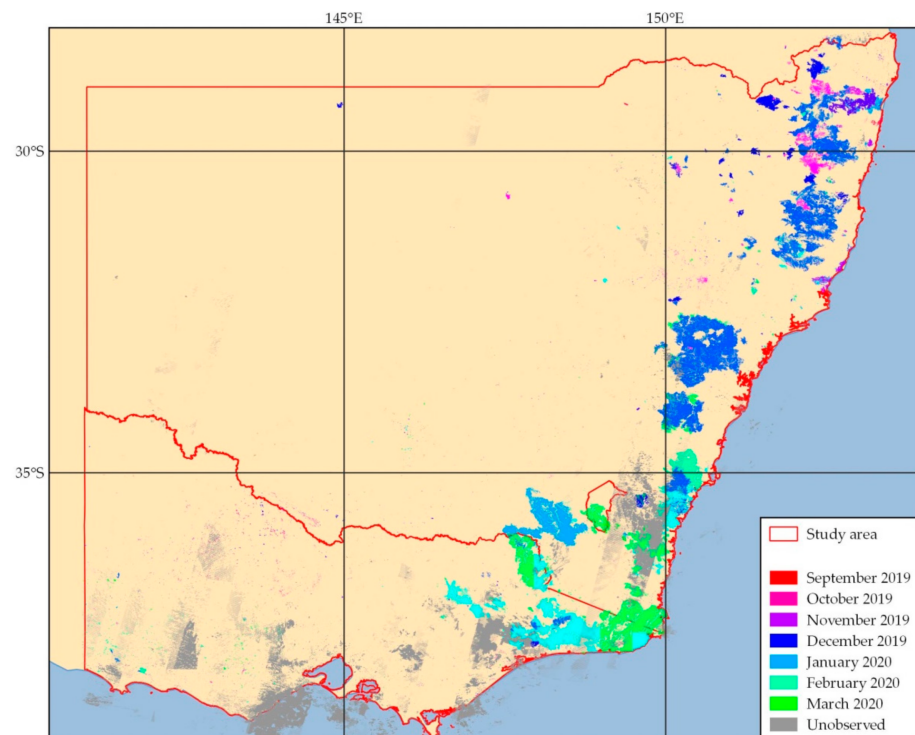 145°E 150°E
30°S
35°S
Study area
September 2019
October 2019
November 2019
December 2019
January 2020
February 2020
March 2020
Unobserved